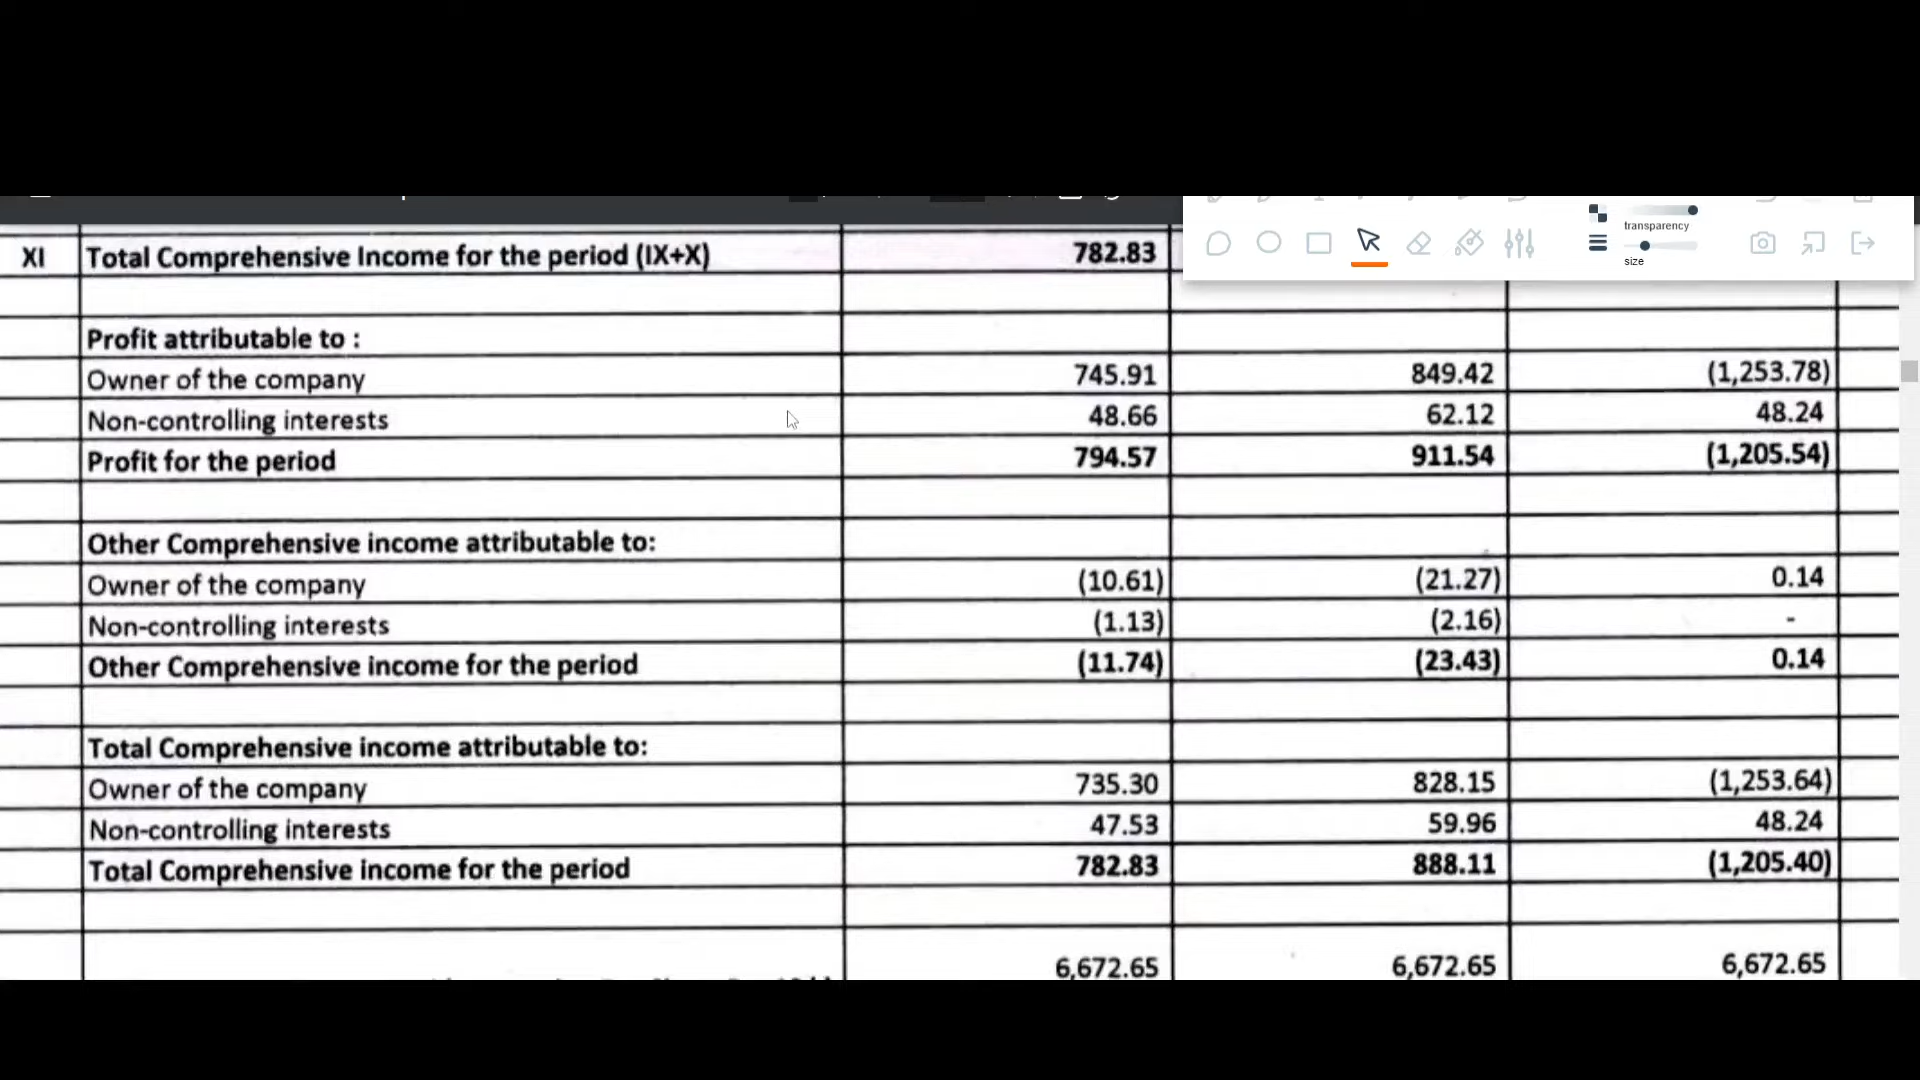 XI Total Comprehensive Income for the period (IX+X) 782.83
transparency
size
Profit attributable to :
Owner of the company 745.91 849.42 (1,253.78)
Non-controlling interests 48.66 62.12 48.24
Profit for the period 794.57 911.54 (1,205.54)
Other Comprehensive income attributable to:
Owner of the company (10.61) (21.27) 0.14
Non-controlling interests (1.13) (2.16) -
Other Comprehensive income for the period (11.74) (23.43) 0.14
Total Comprehensive income attributable to:
Owner of the company 735.30 828.15 (1,253.64)
Non-controlling interests 47.53 59.96 48.24
Total Comprehensive income for the period 782.83 888.11 (1,205.40)
6,672.65 6,672.65 6,672.65